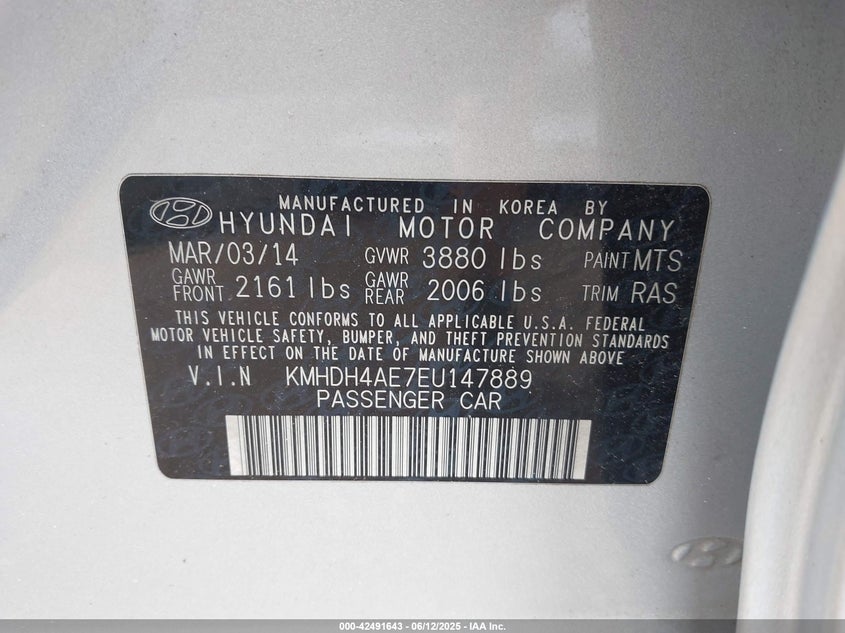 MANUFACTURED IN KOREA BY
HYUNDAI MOTOR COMPANY
MAR/03/14 GVWR 3880 lbs PAINT MTS
GAWR FRONT 2161 lbs GAWR REAR 2006 lbs TRIM RAS
THIS VEHICLE CONFORMS TO ALL APPLICABLE U.S.A. FEDERAL
MOTOR VEHICLE SAFETY, BUMPER, AND THEFT PREVENTION STANDARDS
IN EFFECT ON THE DATE OF MANUFACTURE SHOWN ABOVE
V.I.N KMHDH4AE7EU147889
PASSENGER CAR
000-42491643 - 06/12/2025 - IAA Inc.